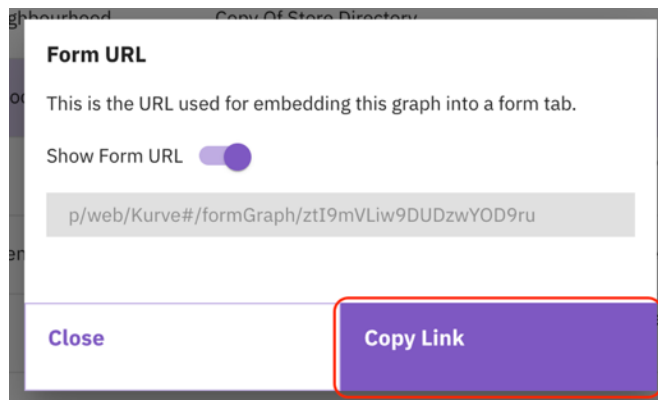 ghbourhood Copy Of Store Directory
Form URL
This is the URL used for embedding this graph into a form tab.
Show Form URL
p/web/Kurve#/formGraph/ztI9mVLiw9DUDzwYOD9ru
Close Copy Link